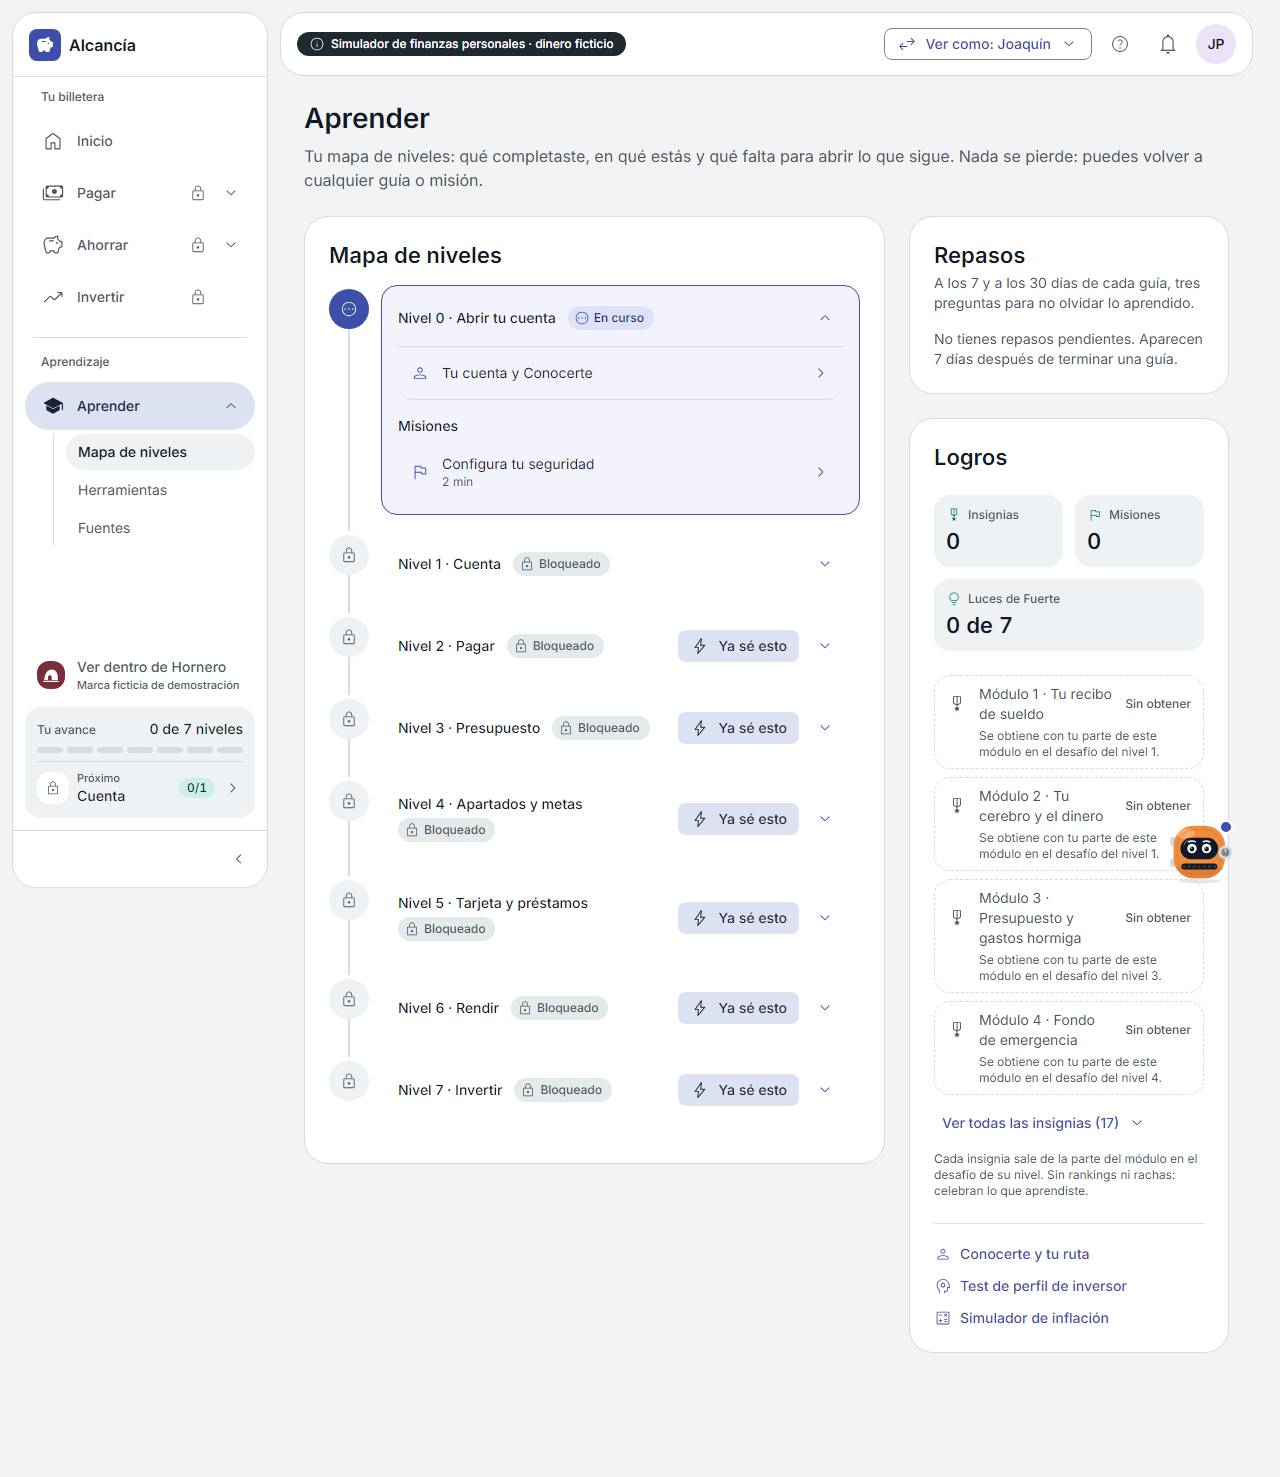 Alcancía
Tu billetera
Inicio
Pagar
Ahorrar
Invertir
Aprendizaje
Aprender
Mapa de niveles
Herramientas
Fuentes
Ver dentro de Hornero
Marca ficticia de demostración
Tu avance 0 de 7 niveles
Próximo
Cuenta
0/1
Simulador de finanzas personales · dinero ficticio
Ver como: Joaquín
JP
Aprender
Tu mapa de niveles: qué completaste, en qué estás y qué falta para abrir lo que sigue. Nada se pierde: puedes volver a
cualquier guía o misión.
Mapa de niveles
Nivel 0 · Abrir tu cuenta En curso
Tu cuenta y Conocerte
Misiones
Configura tu seguridad
2 min
Nivel 1 · Cuenta Bloqueado
Nivel 2 · Pagar Bloqueado Ya sé esto
Nivel 3 · Presupuesto Bloqueado Ya sé esto
Nivel 4 · Apartados y metas
Bloqueado
Ya sé esto
Nivel 5 · Tarjeta y préstamos
Bloqueado
Ya sé esto
Nivel 6 · Rendir Bloqueado Ya sé esto
Nivel 7 · Invertir Bloqueado Ya sé esto
Repasos
A los 7 y a los 30 días de cada guía, tres
preguntas para no olvidar lo aprendido.
No tienes repasos pendientes. Aparecen
7 días después de terminar una guía.
Logros
Insignias
0
Misiones
0
Luces de Fuerte
0 de 7
Módulo 1 · Tu recibo
de sueldo
Sin obtener
Se obtiene con tu parte de este
módulo en el desafío del nivel 1.
Módulo 2 · Tu
cerebro y el dinero
Sin obtener
Se obtiene con tu parte de este
módulo en el desafío del nivel 1.
Módulo 3 ·
Presupuesto y
gastos hormiga
Sin obtener
Se obtiene con tu parte de este
módulo en el desafío del nivel 3.
Módulo 4 · Fondo
de emergencia
Sin obtener
Se obtiene con tu parte de este
módulo en el desafío del nivel 4.
Ver todas las insignias (17)
Cada insignia sale de la parte del módulo en el
desafío de su nivel. Sin rankings ni rachas:
celebran lo que aprendiste.
Conocerte y tu ruta
Test de perfil de inversor
Simulador de inflación